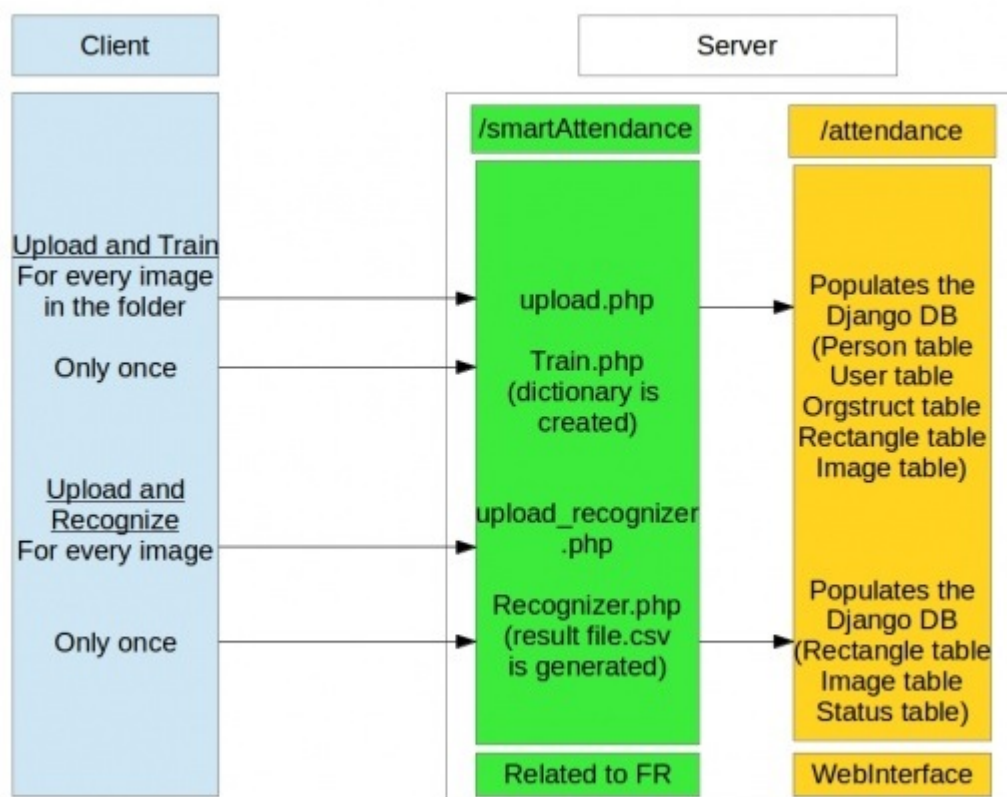 Client
Server
/smartAttendance
/attendance
Upload and Train
For every image
in the folder
Only once
Upload and
Recognize
For every image
Only once
upload.php
Train.php
(dictionary is
created)
upload_recognizer
.php
Recognizer.php
(result file.csv
is generated)
Related to FR
Populates the
Django DB
(Person table
User table
Orgstruct table
Rectangle table
Image table)
Populates the
Django DB
(Rectangle table
Image table
Status table)
WebInterface